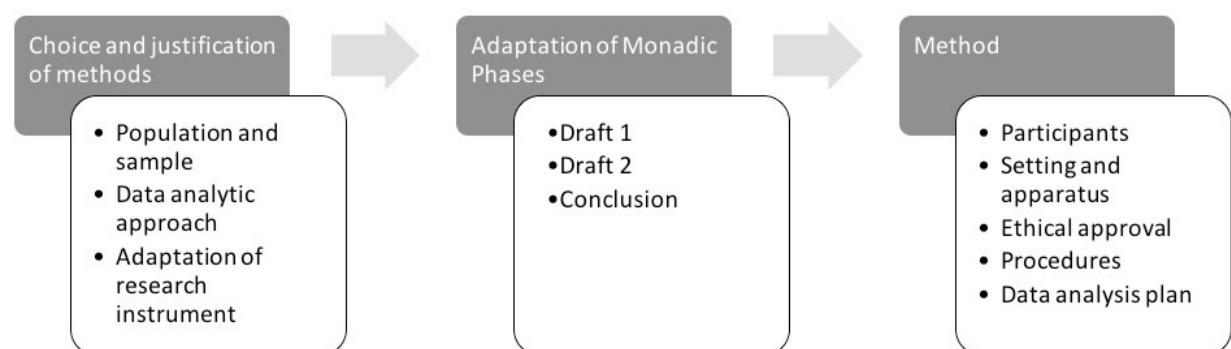 Choice and justification
of methods
• Population and
sample
• Data analytic
approach
• Adaptation of
research
instrument
Adaptation of Monadic
Phases
•Draft 1
•Draft 2
•Conclusion
Method
• Participants
• Setting and
apparatus
• Ethical approval
• Procedures
• Data analysis plan